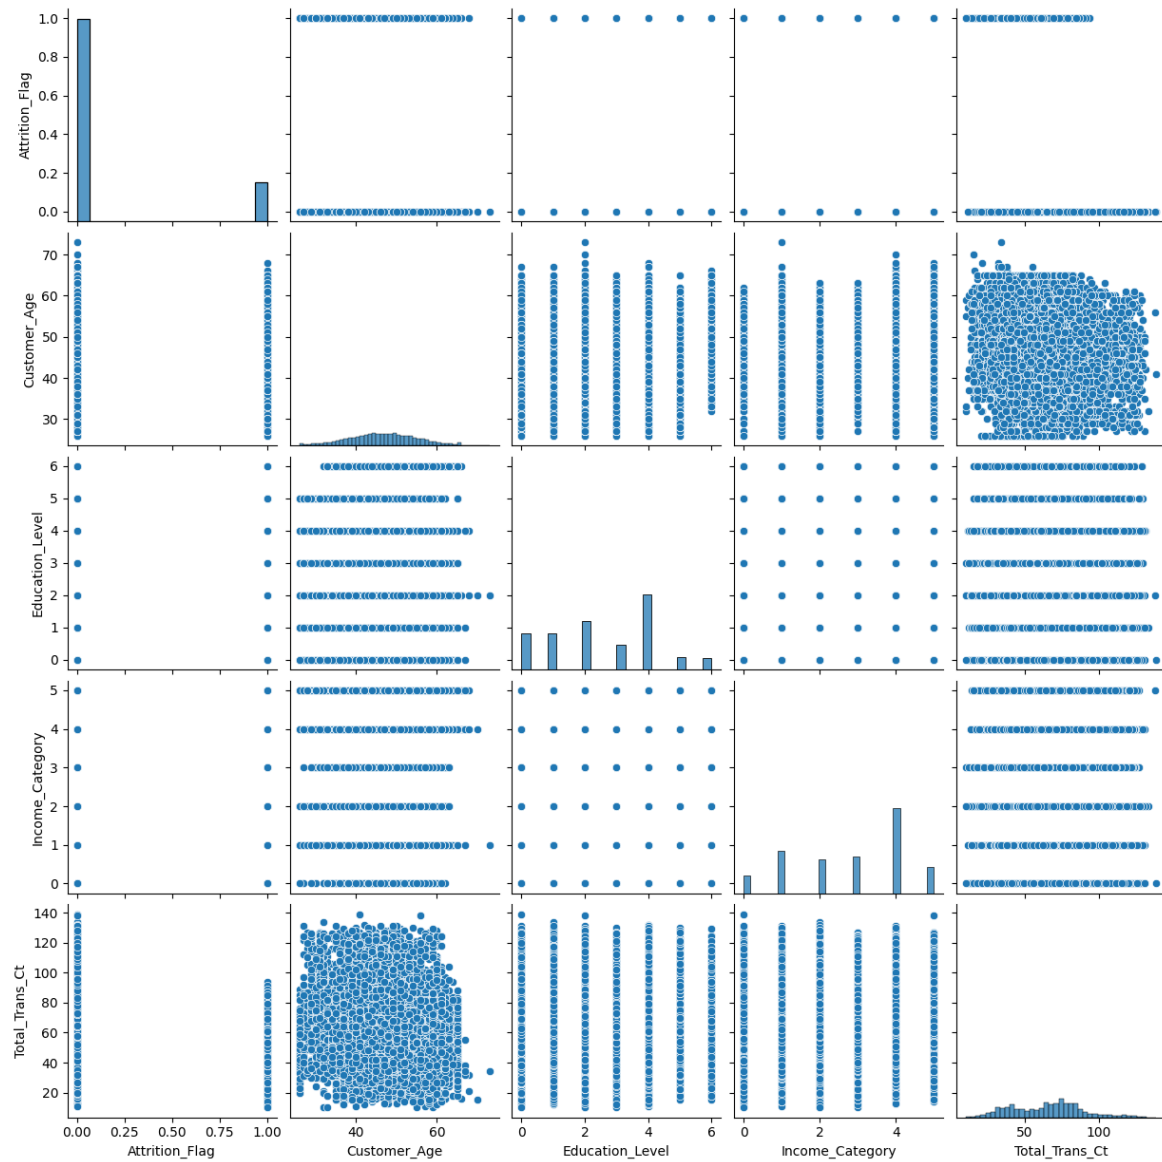 1.0
0.8
0.6
0.4
0.2
0.0
Attrition_Flag
70
60
50
40
30
Customer_Age
6
5
4
3
2
1
0
Education_Level
5
4
3
2
1
0
Income_Category
140
120
100
80
60
40
20
Total_Trans_Ct
0.00 0.25 0.50 0.75 1.00
Attrition_Flag
40 60
Customer_Age
0 2 4 6
Education_Level
0 2 4
Income_Category
50 100
Total_Trans_Ct